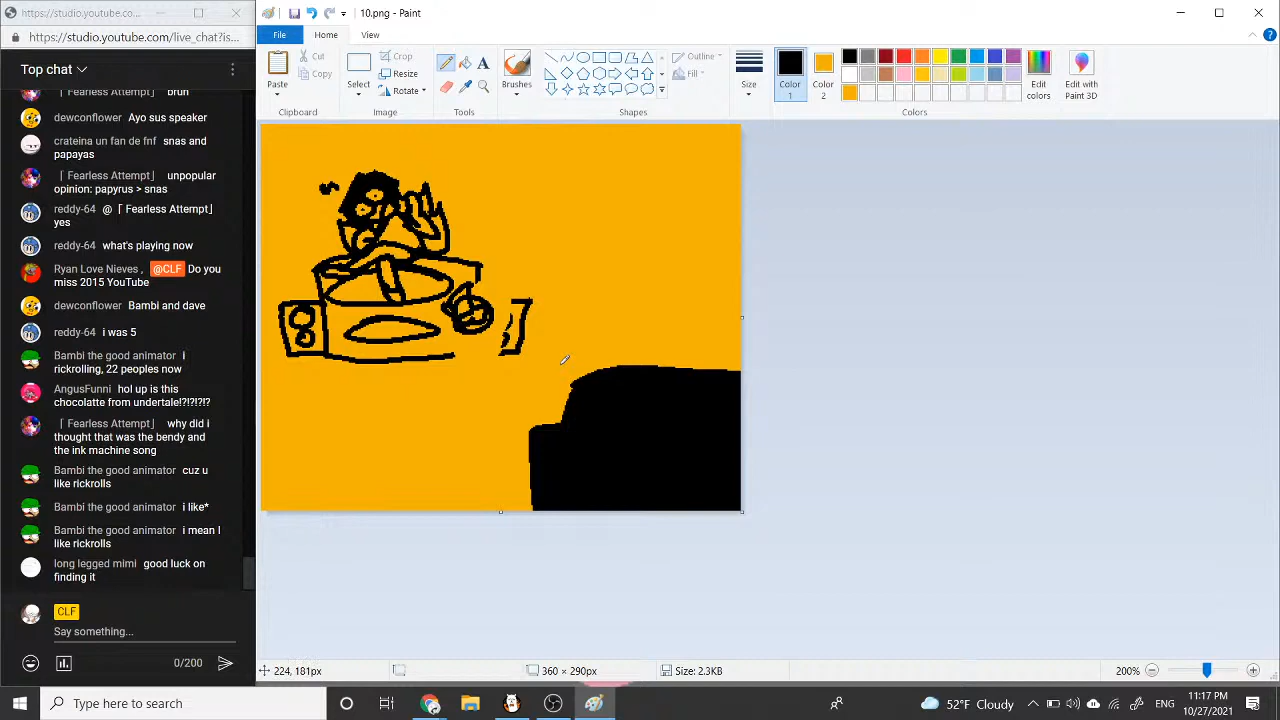 https://studio.youtube.com/live_chat?is...
https://studio.youtube.com/live_chat?is...
Top chat
「 Fearless Attempt」 bruh
dewconflower Ayo sus speaker
crateina un fan de fnf snas and
papayas
「 Fearless Attempt」 unpopular
opinion: papyrus > snas
reddy-64 @「 Fearless Attempt」
yes
reddy-64 what's playing now
Ryan Love Nieves , @CLF Do you
miss 2015 YouTube
dewconflower Bambi and dave
reddy-64 i was 5
Bambi the good animator i
rickrolling, 22 peoples now
AngusFunni hol up is this
chocolatte from undertale!?!?!?!?
「 Fearless Attempt」 why did i
thought that was the bendy and
the ink machine song
Bambi the good animator cuz u
like rickrolls
Bambi the good animator i like*
Bambi the good animator i mean I
like rickrolls
long legged mimi good luck on
finding it
CLF
Say something...
0/200
10.png - Paint
File Home View
Paste
Cut
Copy
Clipboard
Select
Crop
Resize
Rotate
Image
A
Tools
Brushes
Outline
Fill
Shapes
Size
Color
1
Color
2
Edit
colors
Edit with
Paint 3D
Colors
224, 181px
360 × 290px
Size: 2.3KB
200%
Type here to search
52°F Cloudy
ENG
11:17 PM
10/27/2021